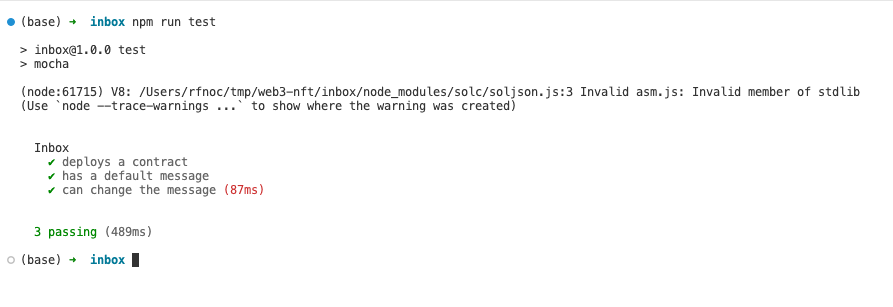 (base) ➜ inbox npm run test
> inbox@1.0.0 test
> mocha
(node:61715) V8: /Users/rfnoc/tmp/web3-nft/inbox/node_modules/solc/soljson.js:3 Invalid asm.js: Invalid member of stdlib
(Use `node --trace-warnings ...` to show where the warning was created)
Inbox
✔ deploys a contract
✔ has a default message
✔ can change the message (87ms)
3 passing (489ms)
(base) ➜ inbox